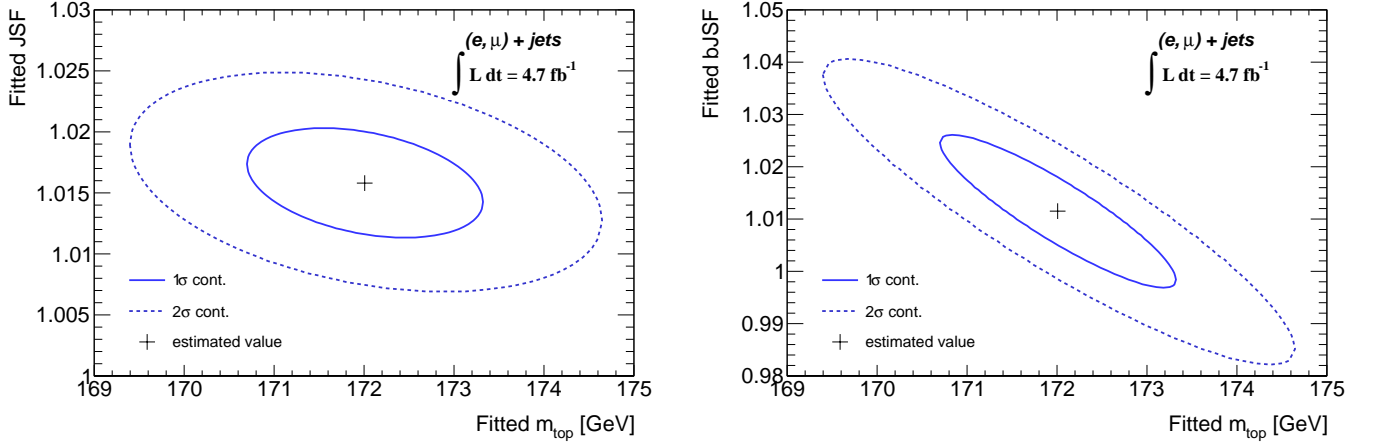 Fitted JSF
1.03
1.025
1.02
1.015
1.01
1.005
1
(e, μ) + jets
∫ L dt = 4.7 fb⁻¹
1σ cont.
2σ cont.
estimated value
169 170 171 172 173 174 175
Fitted m_top [GeV]
Fitted bJSF
1.05
1.04
1.03
1.02
1.01
1
0.99
0.98
(e, μ) + jets
∫ L dt = 4.7 fb⁻¹
1σ cont.
2σ cont.
estimated value
169 170 171 172 173 174 175
Fitted m_top [GeV]